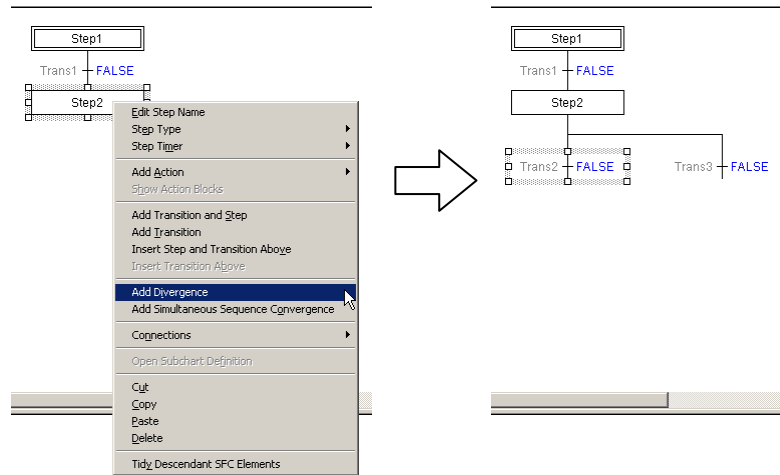 Step1
Trans1 FALSE
Step2
Edit Step Name
Step Type
Step Timer
Add Action
Show Action Blocks
Add Transition and Step
Add Transition
Insert Step and Transition Above
Insert Transition Above
Add Divergence
Add Simultaneous Sequence Convergence
Connections
Open Subchart Definition
Cut
Copy
Paste
Delete
Tidy Descendant SFC Elements
Step1
Trans1 FALSE
Step2
Trans2 FALSE Trans3 FALSE